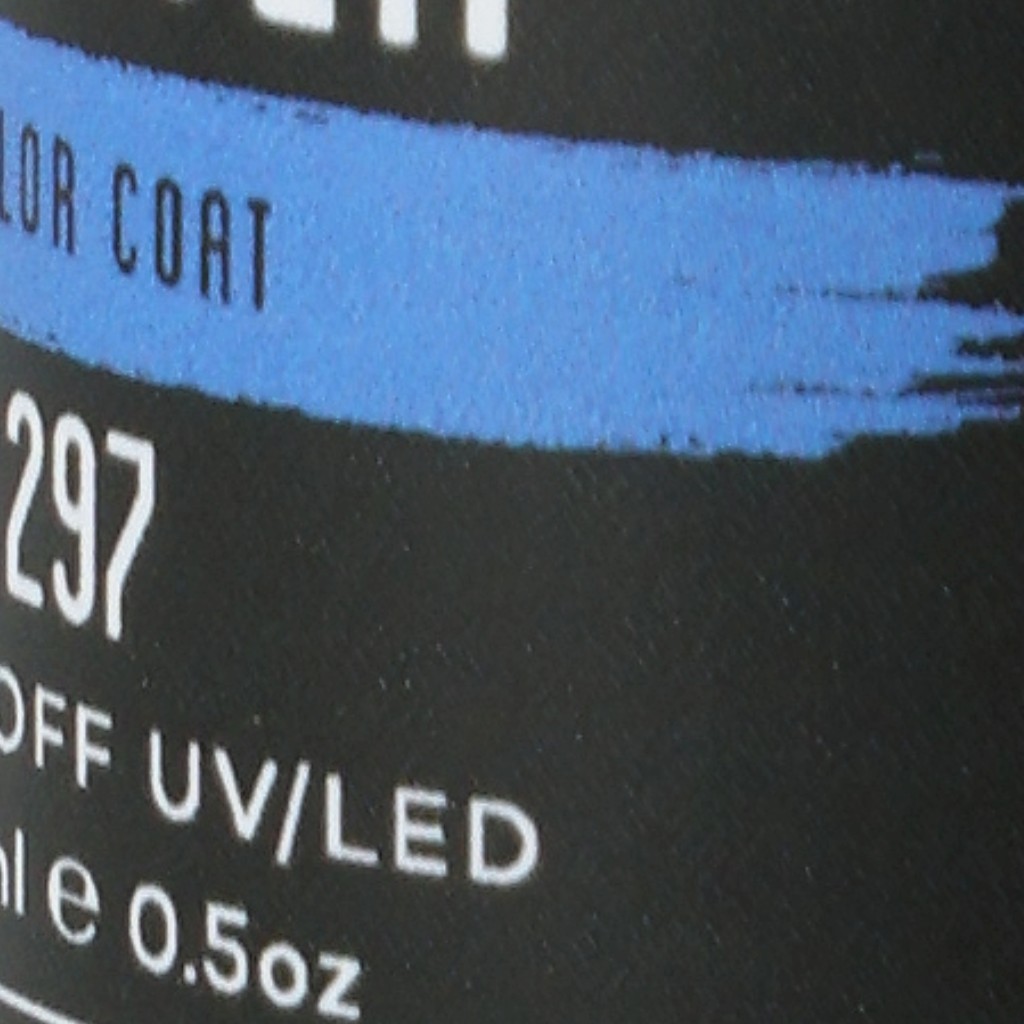 LOR COAT
297
OFF UV/LED
ml e 0.5oz